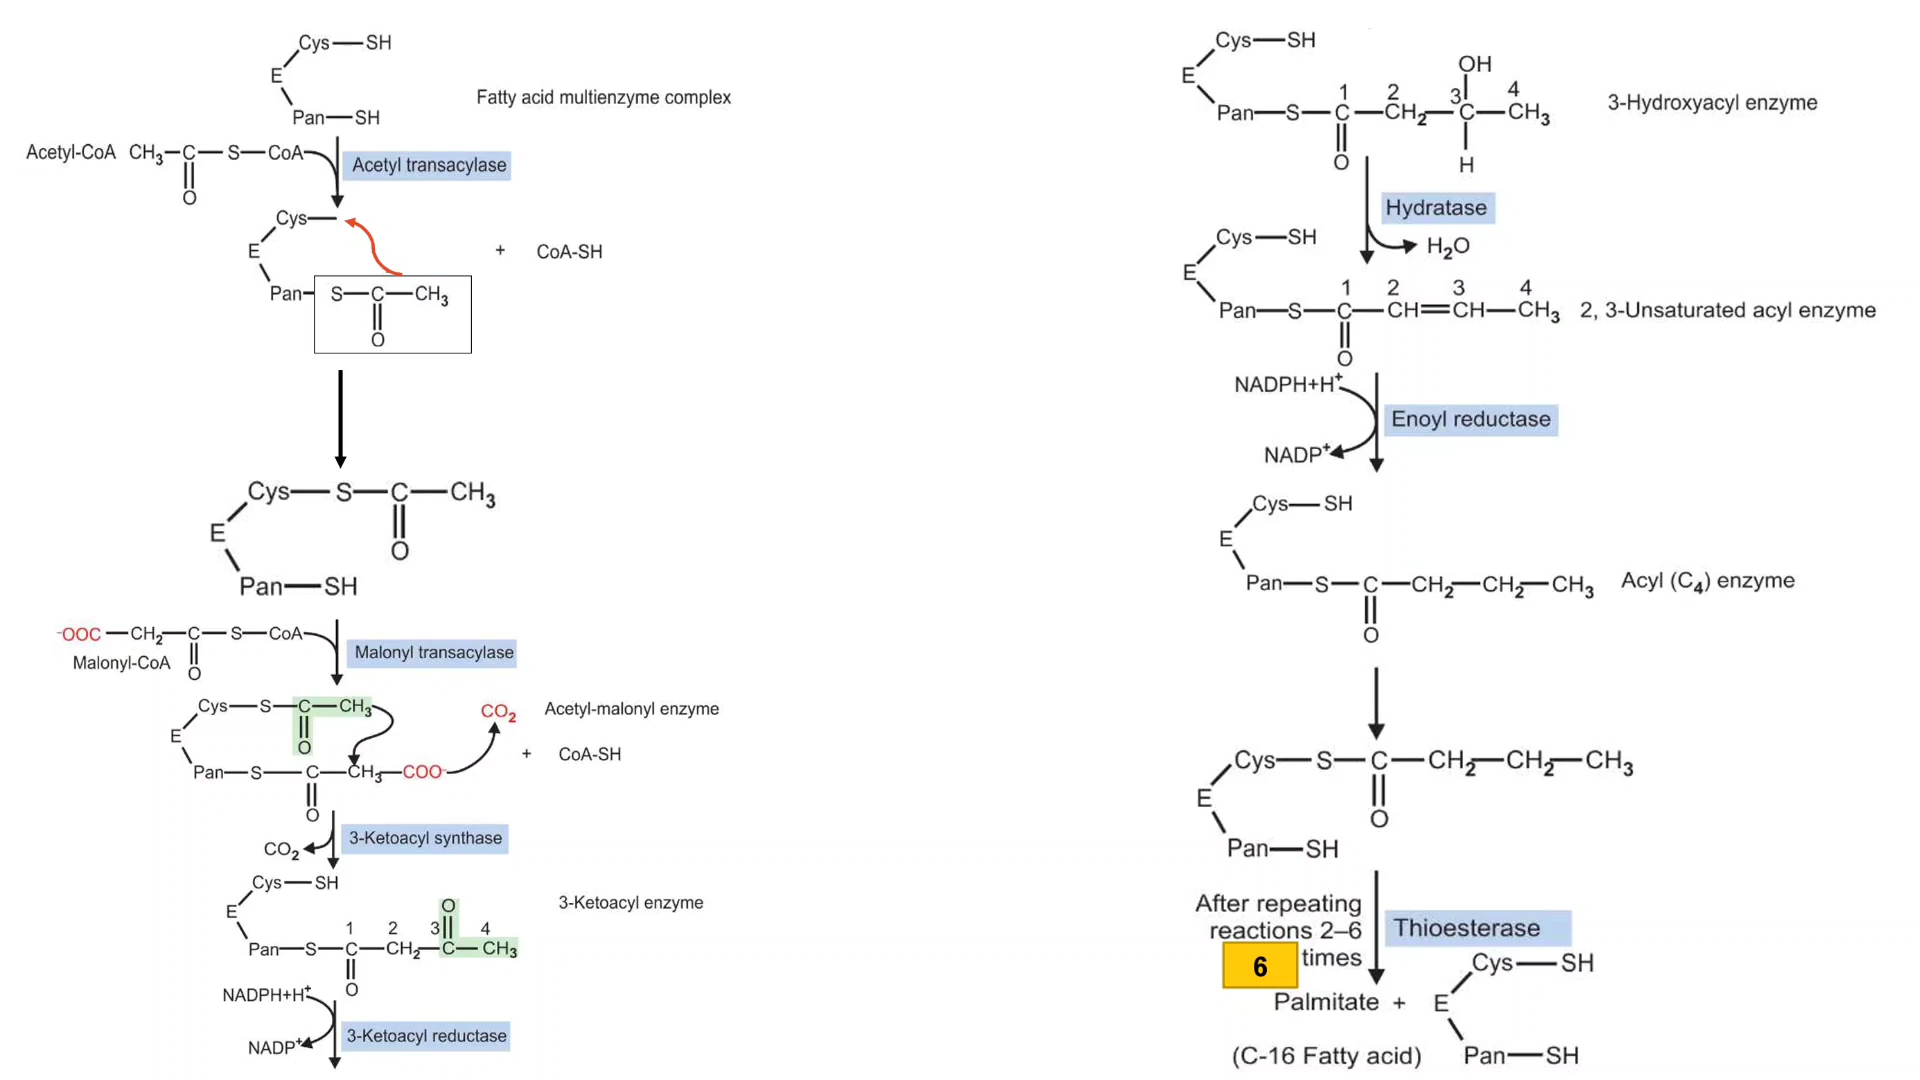 Cys SH
E
Fatty acid multienzyme complex
Pan SH
Acetyl-CoA CH3 C S CoA
Acetyl transacylase
O
Cys
E
+ CoA-SH
Pan S C CH3
O
Cys S C CH3
E
O
Pan SH
-OOC CH2 C S CoA
Malonyl-CoA
O
Malonyl transacylase
Cys S C CH3
O
E
CO2
Acetyl-malonyl enzyme
+ CoA-SH
Pan S C CH3 COO-
O
CO2
3-Ketoacyl synthase
Cys SH
E
O
3-Ketoacyl enzyme
1 2 3 4
Pan S C CH2 C CH3
O
NADPH+H+
NADP+
3-Ketoacyl reductase
Cys SH
E
OH
1 2 3 4
Pan S C CH2 C CH3
O
H
3-Hydroxyacyl enzyme
Hydratase
H2O
Cys SH
E
1 2 3 4
Pan S C CH CH CH3
O
2, 3-Unsaturated acyl enzyme
NADPH+H+
Enoyl reductase
NADP+
Cys SH
E
Pan S C CH2 CH2 CH3
O
Acyl (C4) enzyme
Cys S C CH2 CH2 CH3
E
O
Pan SH
After repeating
reactions 2–6
6 times
Thioesterase
Palmitate +
(C-16 Fatty acid)
Cys SH
E
Pan SH